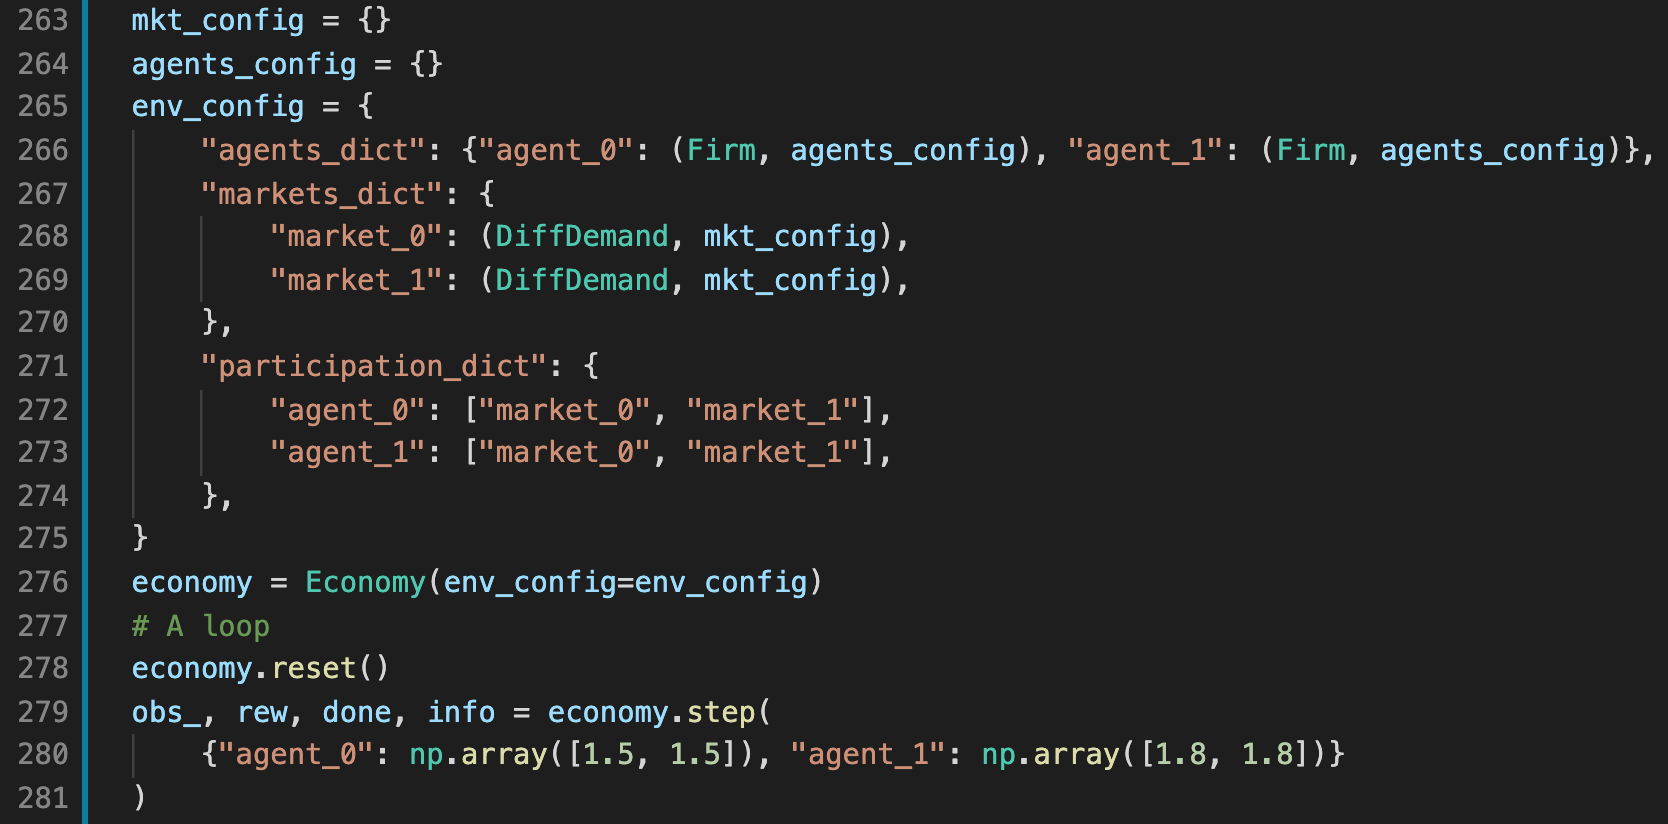 263 mkt_config = {}
264 agents_config = {}
265 env_config = {
266     "agents_dict": {"agent_0": (Firm, agents_config), "agent_1": (Firm, agents_config)},
267     "markets_dict": {
268         "market_0": (DiffDemand, mkt_config),
269         "market_1": (DiffDemand, mkt_config),
270     },
271     "participation_dict": {
272         "agent_0": ["market_0", "market_1"],
273         "agent_1": ["market_0", "market_1"],
274     },
275 }
276 economy = Economy(env_config=env_config)
277 # A loop
278 economy.reset()
279 obs_, rew, done, info = economy.step(
280     {"agent_0": np.array([1.5, 1.5]), "agent_1": np.array([1.8, 1.8])}
281 )